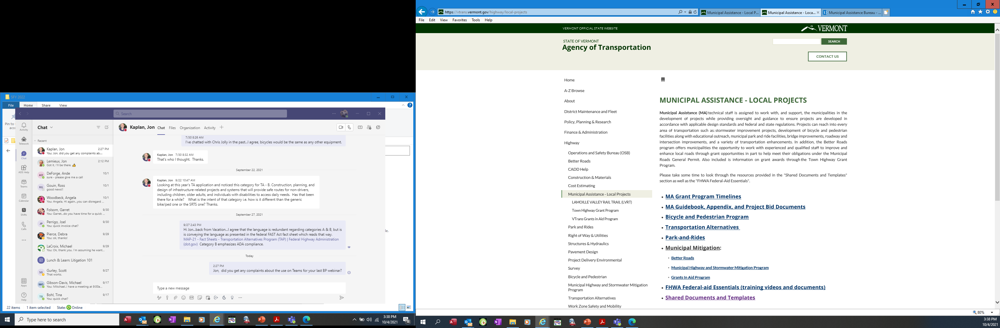 SFY 2022
File Home Share View
Pin to
acce
Search
Activity
Telework
Chat
ADS Help
Teams
Calendar
Shifts
Calls
Apps
Help
Chat
Recent
Kaplan, Jon 2:27 PM
You: Jon, did you get any complaints ab...
Lemieux, Jon 2:12 PM
Got it, I'll be there.
AD DeForge, Ande 10/1
sure - please give me a call
RG Gouin, Ross 10/1
good news!!
Woodbeck, Angela 10/1
You: Angela, Hi again...you can disregard ...
Folsom, Garret 9/30
You: Garret...do you have time for a quick ...
JP Perrigo, Joel 9/30
You: quick invoice chat?
Pierce, Debra 9/29
You: ok, thanks!
LaCroix, Michael 9/29
You: Ok, thank you. I'm assuming he want...
Lunch & Learn: Litigation 101
SG Gurley, Scott 9/27
That works.
MG Gibson-Davis, Michael 9/17
You: Mikchael..I have a meeting at 9:00a...
TB Bohl, Tina 9/17
You: quick chat?
Kaplan, Jon Chat Files Organization Activity
7/30 8:26 AM
I've chatted with Chris Jolly in the past...I agree, bicycles would be the same as any other equipment.
Kaplan, Jon 7/30 8:32 AM
That's who I thought. Thanks.
September 22, 2021
Kaplan, Jon 9/22 10:47 AM
Looking at this year's TA application and noticed this category for TA - B. Construction, planning, and
design of infrastructure-related projects and systems that will provide safe routes for non-drivers,
including children, older adults, and individuals with disabilities to access daily needs. Has that been
there for a while? What is the intent of that category i.e. how is it different than the generic
bike/ped one or the SRTS one? Thanks.
September 27, 2021
9/27 2:43 PM
Hi Jon...back from Vacation...I agree that the language is redundant regarding categories A & B, but is
is conveying the language as presented in the federal FAST Act fact sheet which reads that way.
MAP-21 - Fact Sheets - Transportation Alternatives Program (TAP) | Federal Highway Administration
(dot.gov) Category B emphasizes ADA compliance.
Today
2:27 PM
Jon, did you get any complaints about the use on Teams for your last BP webinar?
Type a new message
le.
22 items 1 item selected State: Online
Type here to search
3:38 PM
10/4/2021
18
https://vtrans.vermont.gov/highway/local-projects
Municipal Assistance - Local P...
Municipal Assistance - Loca...
Municipal Assistance Bureau - ...
File Edit View Favorites Tools Help
VERMONT OFFICIAL STATE WEBSITE
VERMONT
STATE OF VERMONT
Agency of Transportation
SEARCH
CONTACT US
Home
A-Z Browse
About
District Maintenance and Fleet
Policy, Planning & Research
Finance & Administration
Highway
Operations and Safety Bureau (OSB)
Better Roads
CADD Help
Construction & Materials
Cost Estimating
Municipal Assistance - Local Projects
LAMOILLE VALLEY RAIL TRAIL (LVRT)
Town Highway Grant Program
VTrans Grants in Aid Program
Park and Rides
Right of Way & Utilities
Structures & Hydraulics
Pavement Design
Project Delivery Environmental
Survey
Bicycle and Pedestrian
Municipal Highway and Stormwater Mitigation
Program
Transportation Alternatives
Work Zone Safety and Mobility
MUNICIPAL ASSISTANCE - LOCAL PROJECTS
Municipal Assistance (MA) technical staff is assigned to work with, and support, the municipalities in the
development of projects while providing oversight and guidance to ensure projects are developed in
accordance with applicable design standards and federal and state regulations. Projects can reach into every
area of transportation such as: stormwater improvement projects, development of bicycle and pedestrian
facilities along with educational outreach, municipal park and ride facilities, bridge improvements, roadway and
intersection improvements, and a variety of transportation enhancements. In addition, the Better Roads
program offers municipalities the opportunity to work with experienced and qualified staff to improve and
enhance local roads through grant opportunities in part to help meet their obligations under the Municipal
Roads General Permit. Also included is information on grant awards through the Town Highway Grant
Program.
Please take some time to look through the resources provided in the "Shared Documents and Templates"
section as well as the "FHWA Federal-Aid Essentials".
• MA Grant Program Timelines
• MA Guidebook, Appendix, and Project Bid Documents
• Bicycle and Pedestrian Program
• Transportation Alternatives
• Park-and-Rides
• Municipal Mitigation:
◦ Better Roads
◦ Municipal Highway and Stormwater Mitigation Program
◦ Grants In Aid Program
• FHWA Federal-aid Essentials (training videos and documents)
• Shared Documents and Templates
80%
3:38 PM
10/4/2021